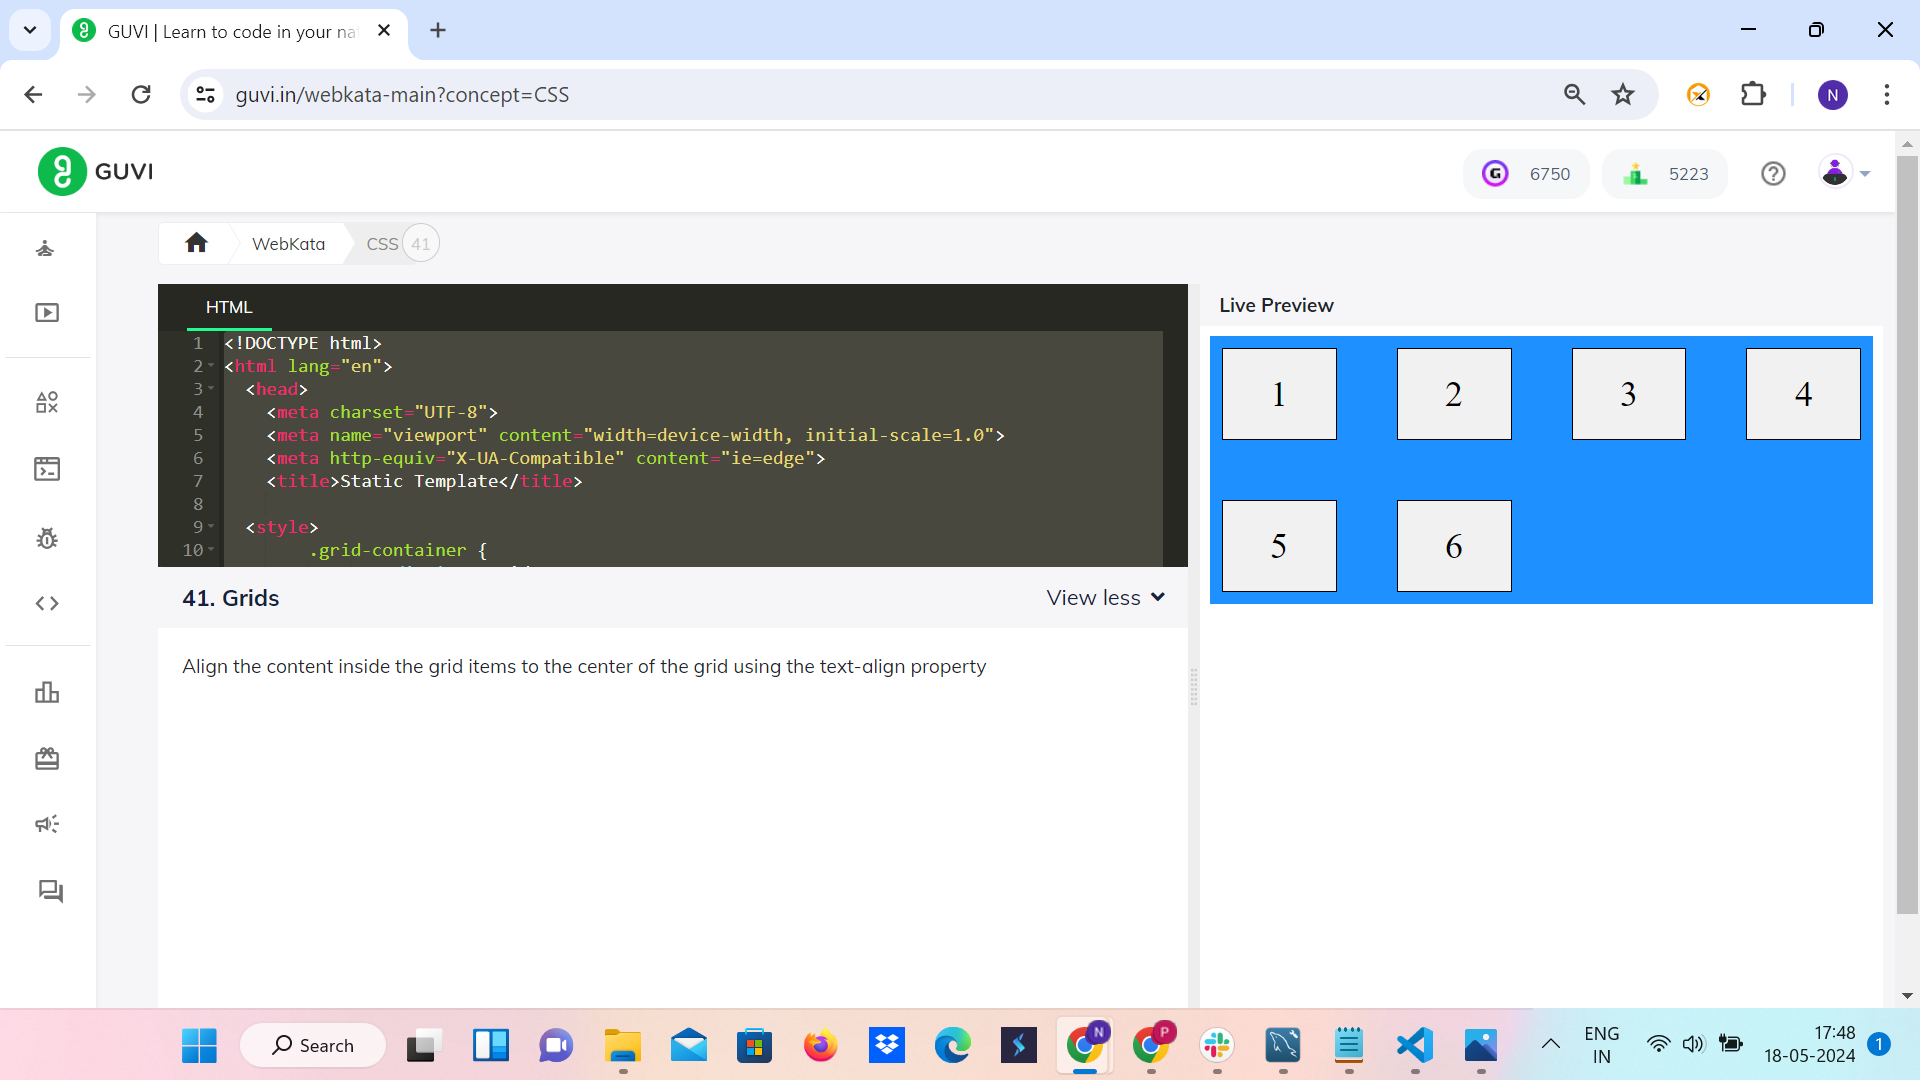 GUVI | Learn to code in your na
guvi.in/webkata-main?concept=CSS
N
GUVI
6750
5223
WebKata
CSS
41
HTML
1 <!DOCTYPE html>
2 <html lang="en">
3 <head>
4 <meta charset="UTF-8">
5 <meta name="viewport" content="width=device-width, initial-scale=1.0">
6 <meta http-equiv="X-UA-Compatible" content="ie=edge">
7 <title>Static Template</title>
8
9 <style>
10 .grid-container {
41. Grids
View less
Align the content inside the grid items to the center of the grid using the text-align property
Live Preview
1 2 3 4
5 6
Search
N
P
ENG
IN
17:48
18-05-2024
1